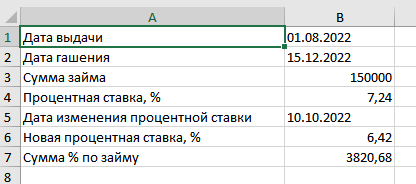 A B
1 Дата выдачи 01.08.2022
2 Дата гашения 15.12.2022
3 Сумма займа 150000
4 Процентная ставка, % 7,24
5 Дата изменения процентной ставки 10.10.2022
6 Новая процентная ставка, % 6,42
7 Сумма % по займу 3820,68
8